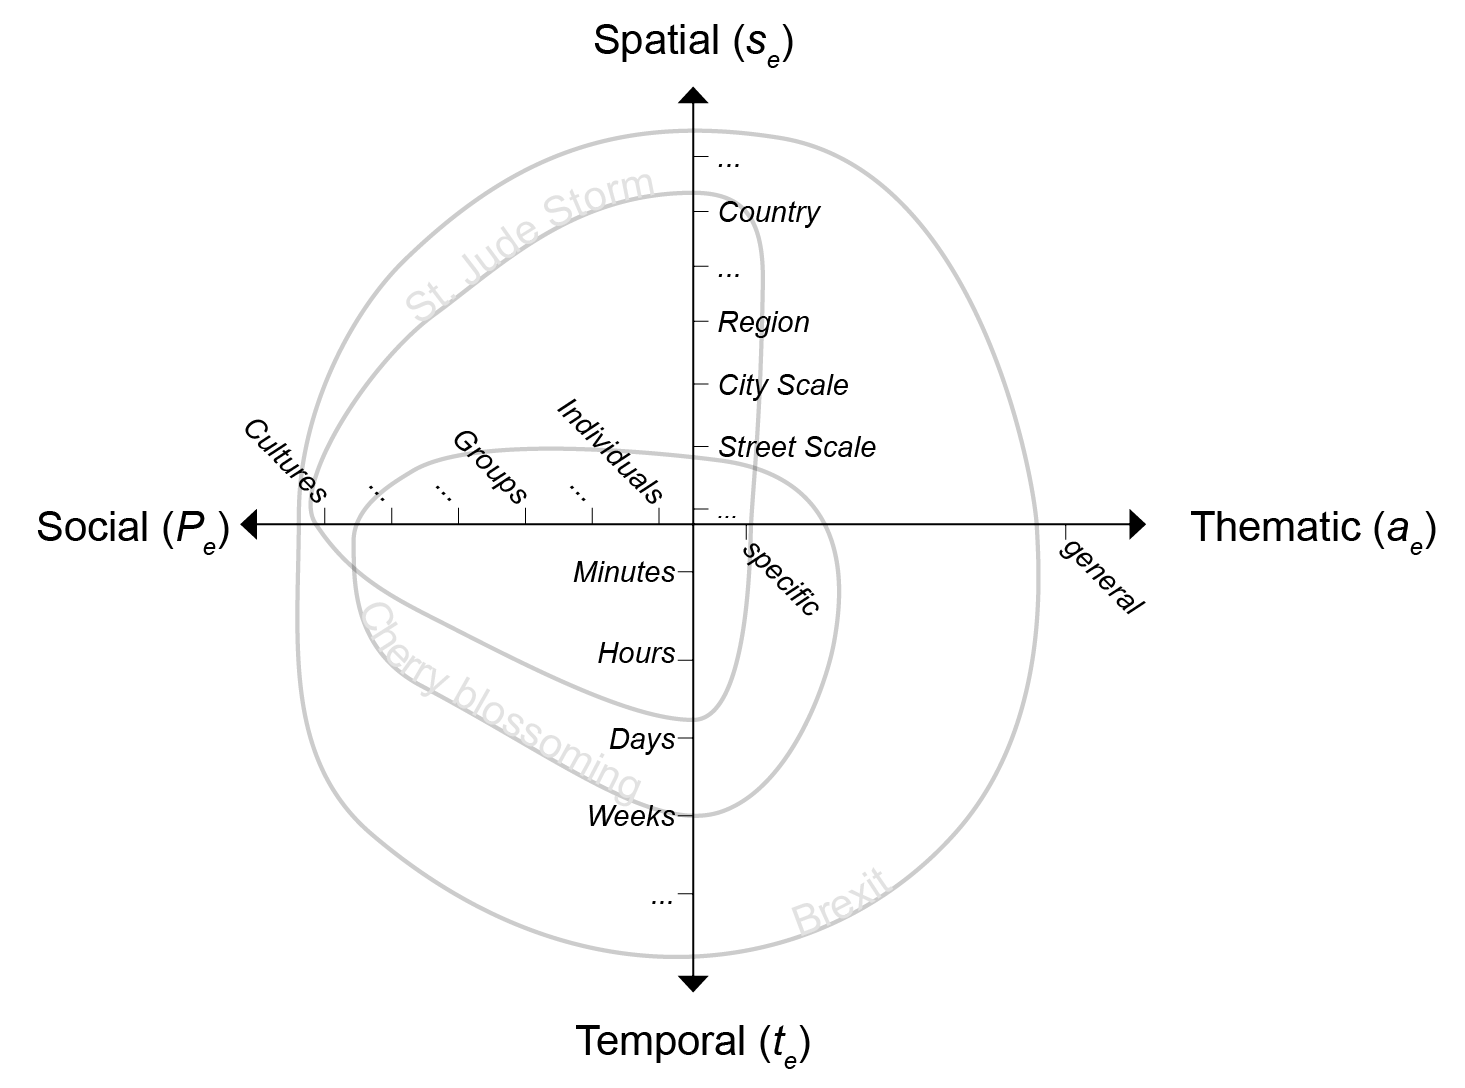 Spatial (se)
...
St. Jude Storm
Country
...
Region
City Scale
Individuals
Cultures
Groups
Street Scale
...
...
...
...
Social (Pe)
Thematic (ae)
specific
general
Minutes
Cherry blossoming
Hours
Days
Weeks
Brexit
...
Temporal (te)